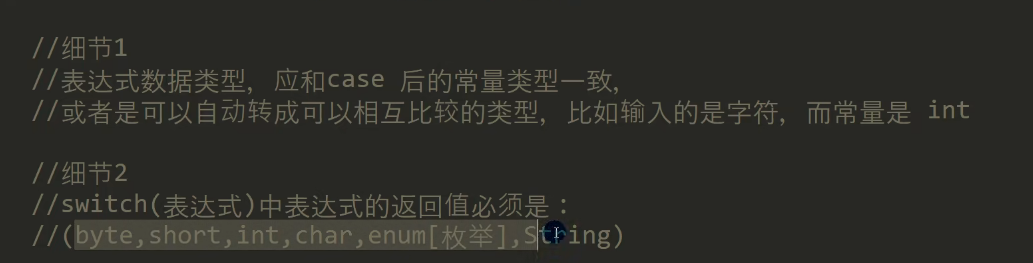 //细节1
//表达式数据类型，应和case 后的常量类型一致，
//或者是可以自动转成可以相互比较的类型，比如输入的是字符，而常量是 int
//细节2
//switch(表达式)中表达式的返回值必须是：
//(byte,short,int,char,enum[枚举],String)